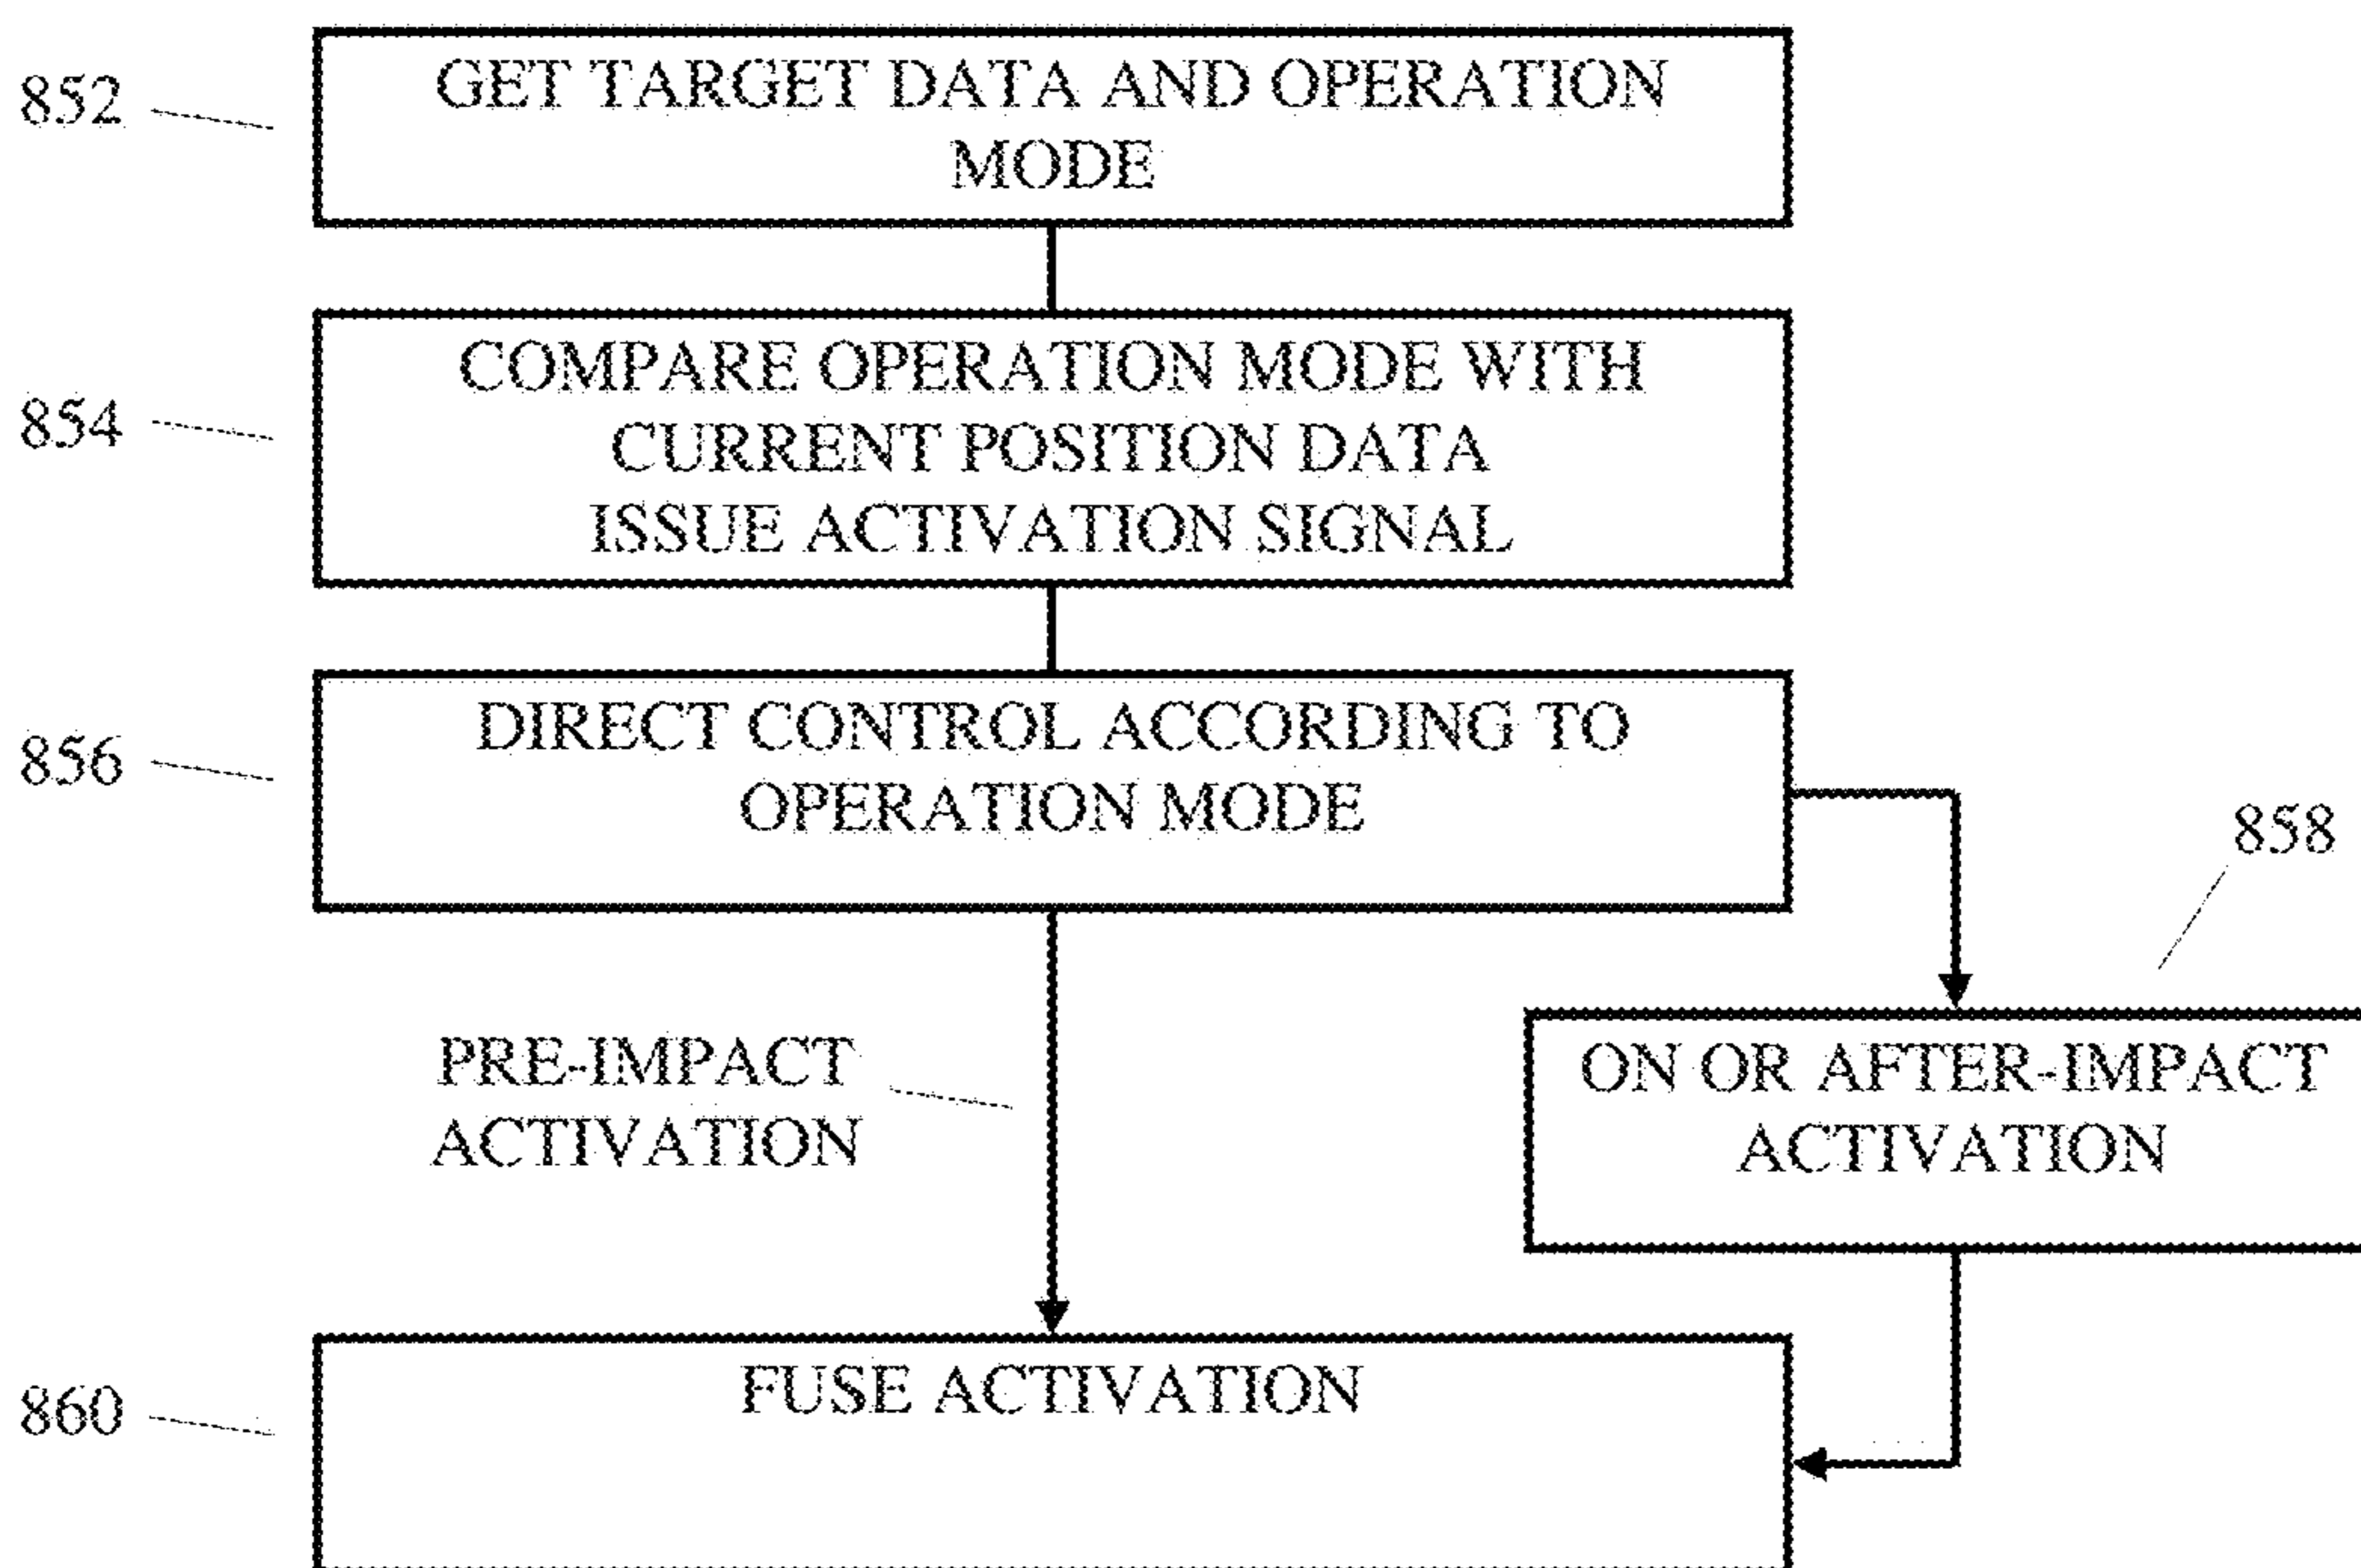 852
GET TARGET DATA AND OPERATION
MODE
854
COMPARE OPERATION MODE WITH
CURRENT POSITION DATA
ISSUE ACTIVATION SIGNAL
856
DIRECT CONTROL ACCORDING TO
OPERATION MODE
858
PRE-IMPACT
ACTIVATION
ON OR AFTER-IMPACT
ACTIVATION
860
FUSE ACTIVATION